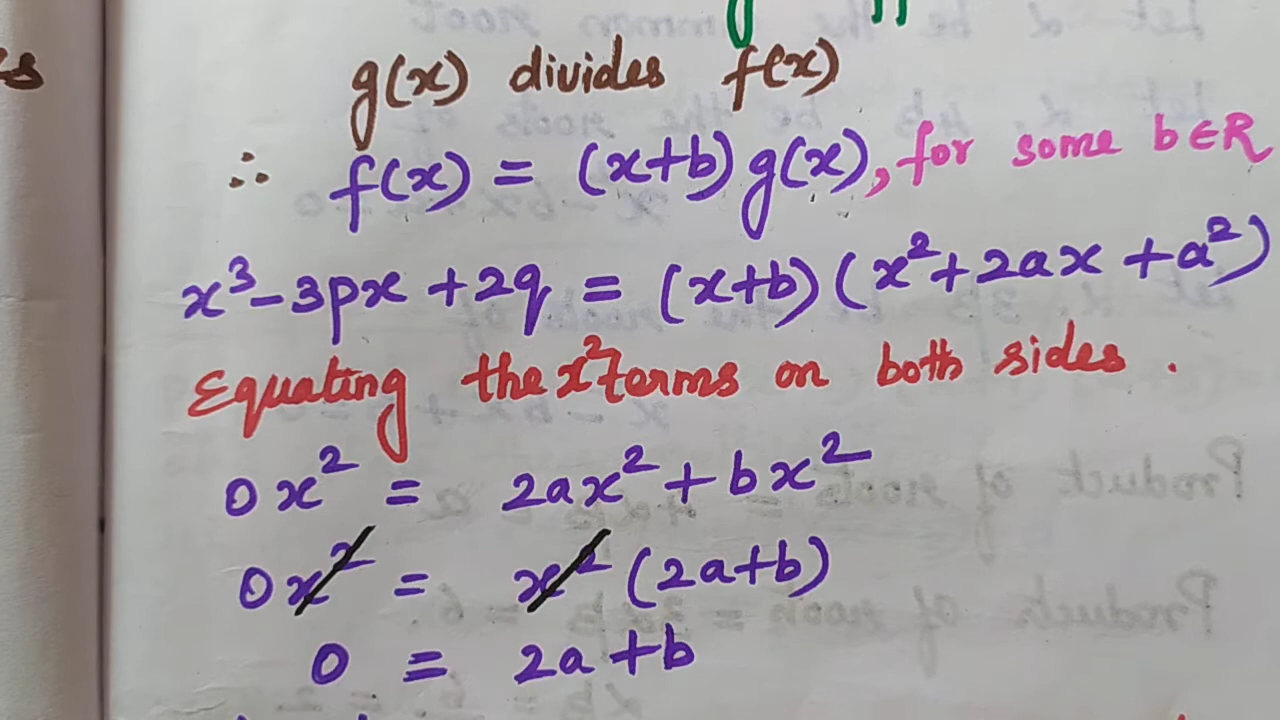 g(x) divides f(x)
∴ f(x) = (x+b) g(x), for some b∈R
x³-3px+2q = (x+b)(x²+2ax+a²)
Equating the x² terms on both sides.
0x² = 2ax²+bx²
0x² = x²(2a+b)
0 = 2a+b